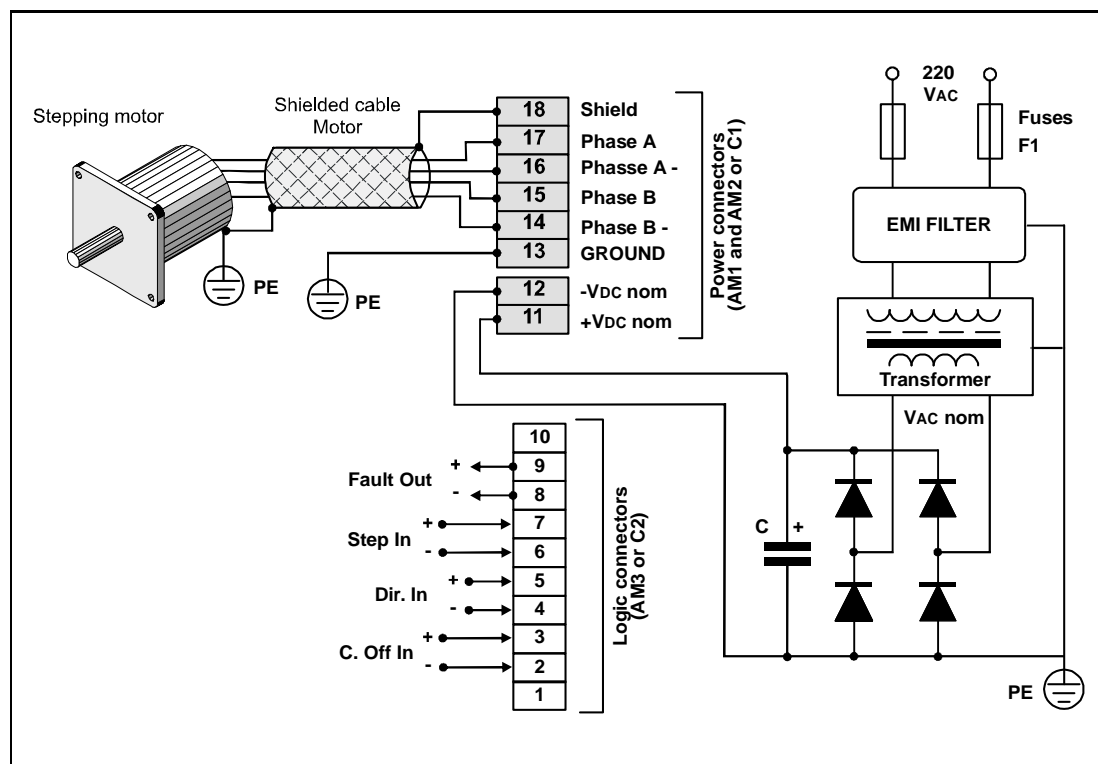 Stepping motor
Shielded cable
Motor
PE
PE
18 Shield
17 Phase A
16 Phasse A -
15 Phase B
14 Phase B -
13 GROUND
12 -VDC nom
11 +VDC nom
Power connectors
(AM1 and AM2 or C1)
220
VAC
Fuses
F1
EMI FILTER
Transformer
VAC nom
C +
PE
10
Fault Out + 9
- 8
Step In + 7
- 6
Dir. In + 5
- 4
C. Off In + 3
- 2
1
Logic connectors
(AM3 or C2)